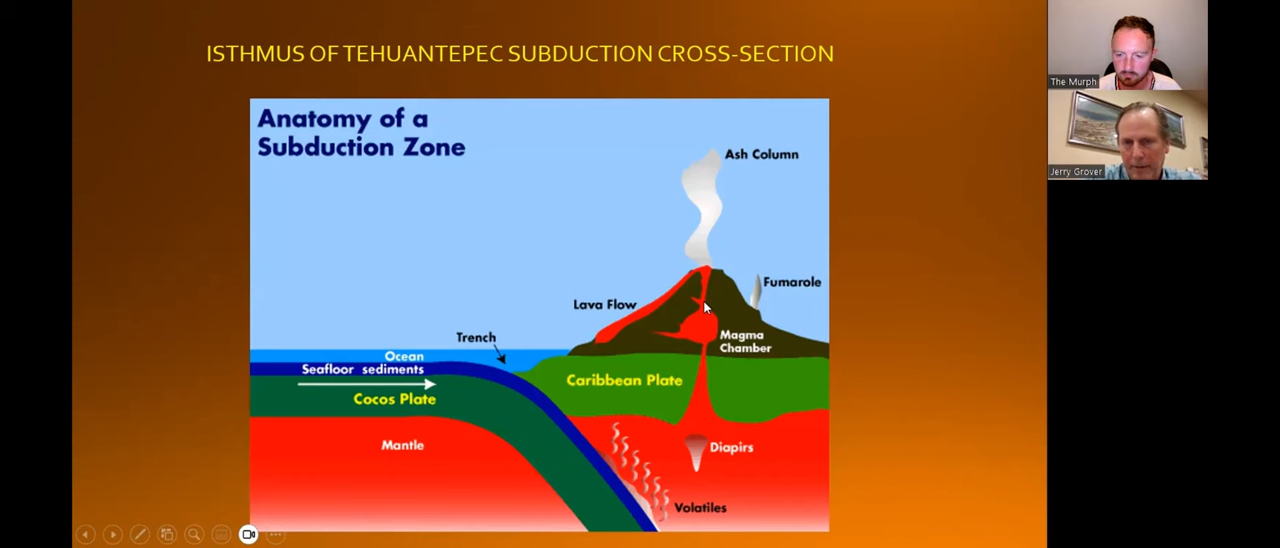 ISTHMUS OF TEHUANTEPEC SUBDUCTION CROSS-SECTION
The Murph
Jerry Grover
Anatomy of a
Subduction Zone
Ash Column
Fumarole
Lava Flow
Magma
Chamber
Trench
Ocean
Seafloor sediments
Caribbean Plate
Cocos Plate
Mantle
Diapirs
Volatiles